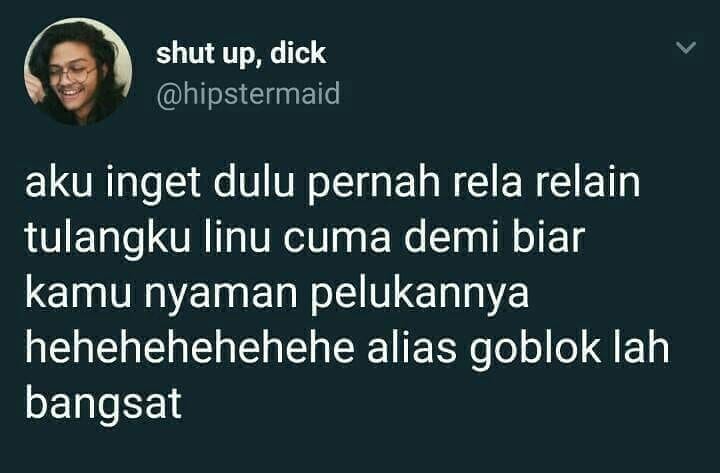 shut up, dick
@hipstermaid
aku inget dulu pernah rela relain
tulangku linu cuma demi biar
kamu nyaman pelukannya
hehehehehehehe alias goblok lah
bangsat